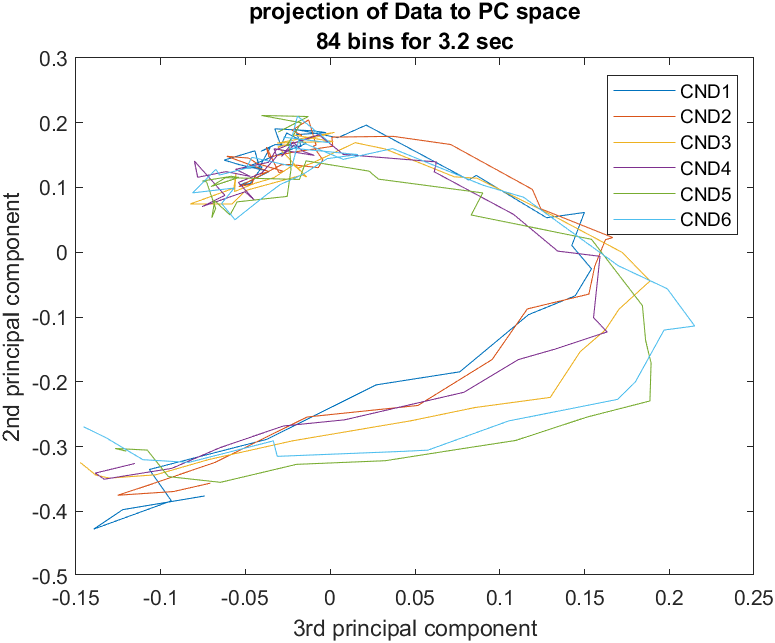 projection of Data to PC space
84 bins for 3.2 sec
0.3
0.2
0.1
0
-0.1
-0.2
-0.3
-0.4
-0.5
2nd principal component
CND1
CND2
CND3
CND4
CND5
CND6
-0.15
-0.1
-0.05
0
0.05
0.1
0.15
0.2
0.25
3rd principal component